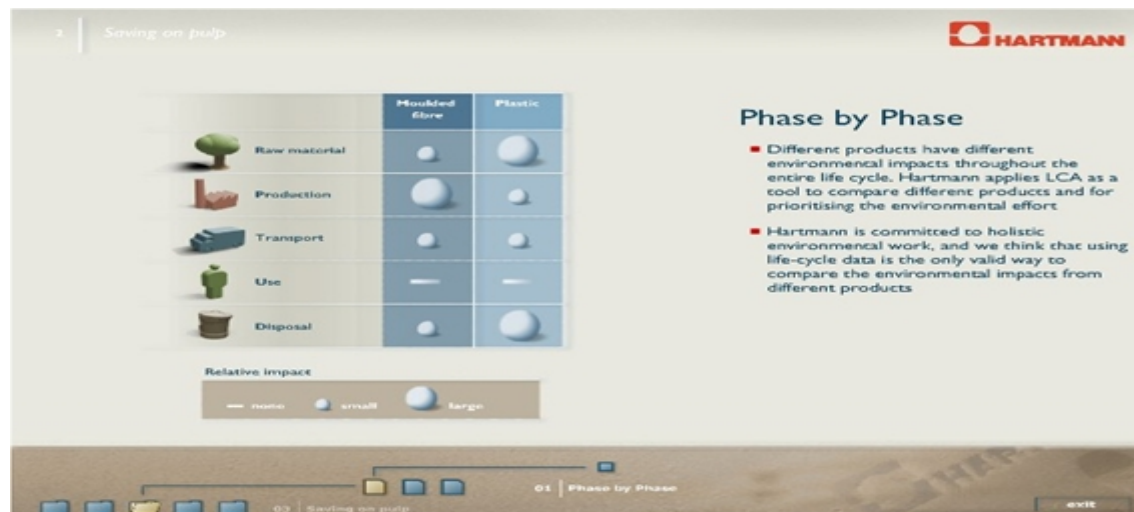 2 Saving on pulp
HARTMANN
Moulded Plastic
fibre
Raw material
Production
Transport
Use
Disposal
Relative impact
none small large
Phase by Phase
Different products have different
environmental impacts throughout the
entire life cycle. Hartmann applies LCA as a
tool to compare different products and for
prioritising the environmental effort
Hartmann is committed to holistic
environmental work, and we think that using
life-cycle data is the only valid way to
compare the environmental impacts from
different products
01 Phase by Phase
03 Saving on pulp
exit